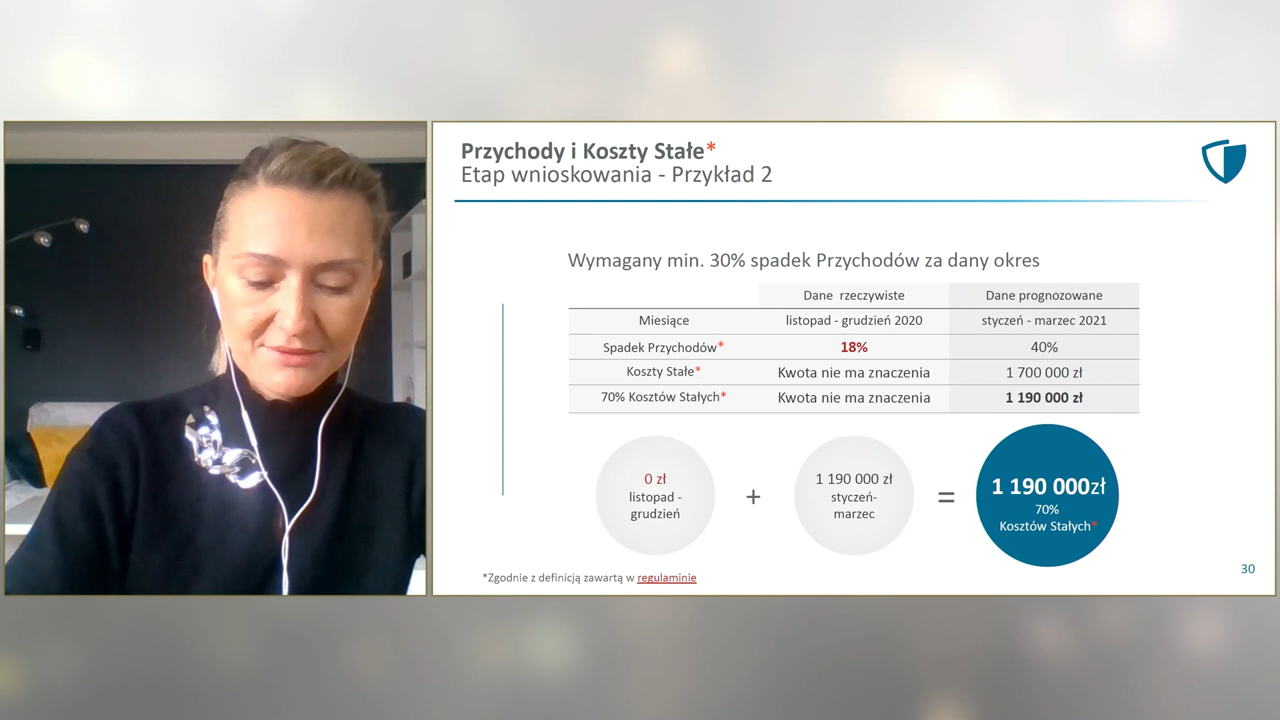 Przychody i Koszty Stałe*
Etap wnioskowania - Przykład 2
Wymagany min. 30% spadek Przychodów za dany okres
Dane rzeczywiste Dane prognozowane
Miesiące listopad - grudzień 2020 styczeń - marzec 2021
Spadek Przychodów* 18% 40%
Koszty Stałe* Kwota nie ma znaczenia 1 700 000 zł
70% Kosztów Stałych* Kwota nie ma znaczenia 1 190 000 zł
0 zł
listopad -
grudzień
+
1 190 000 zł
styczeń-
marzec
=
1 190 000zł
70%
Kosztów Stałych*
*Zgodnie z definicją zawartą w regulaminie
30